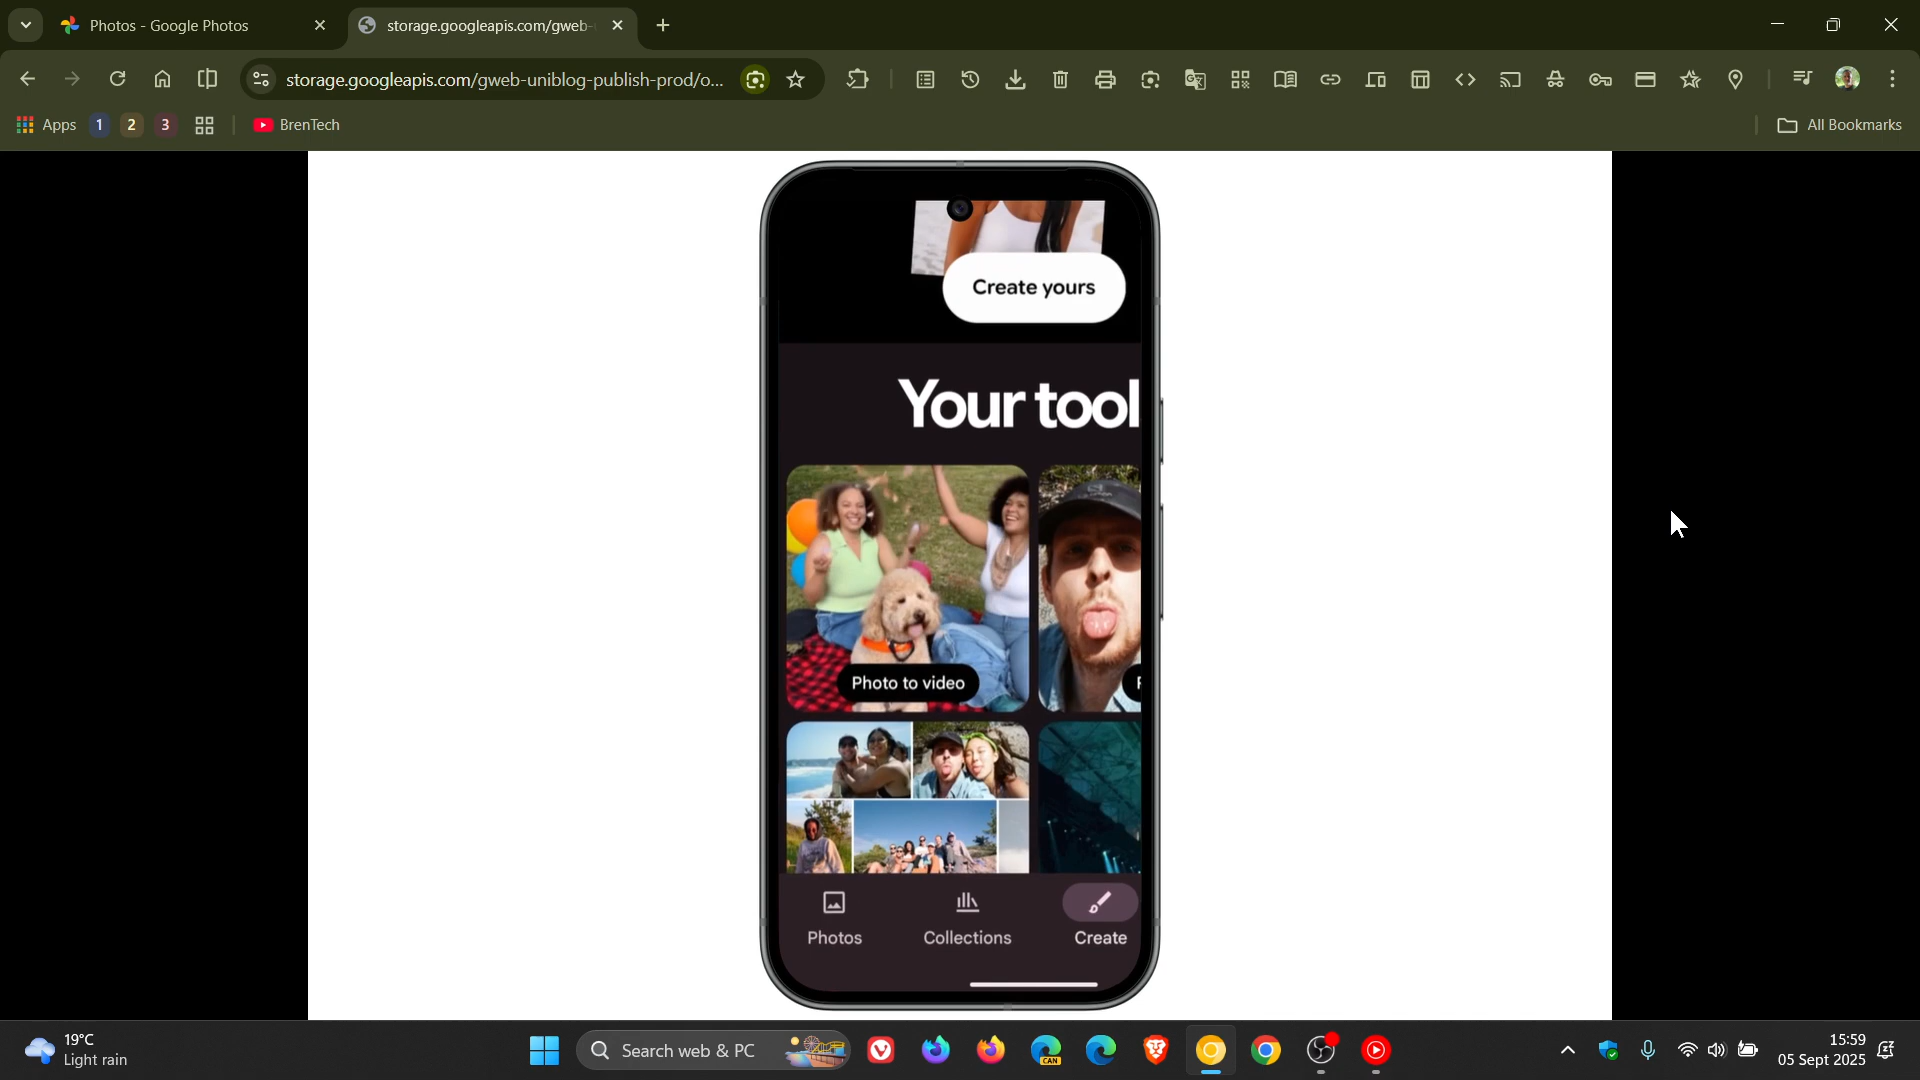 Photos - Google Photos
storage.googleapis.com/gweb-
storage.googleapis.com/gweb-uniblog-publish-prod/o...
Apps
1
2
3
BrenTech
All Bookmarks
Create yours
Your tool
Photo to video
Photos
Collections
Create
19°C
Light rain
Search web & PC
CAN
15:59
05 Sept 2025